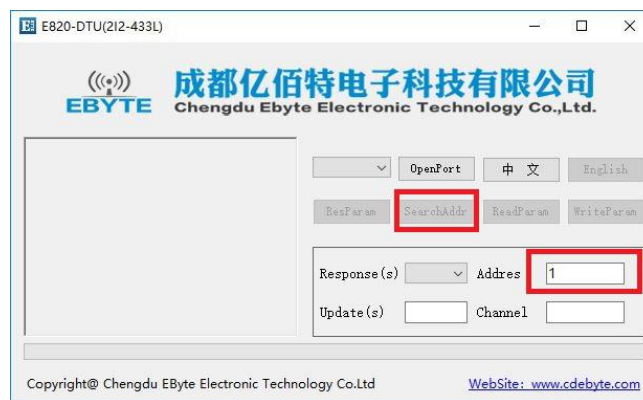 E820-DTU(2I2-433L)
EBYTE
成都亿佰特电子科技有限公司
Chengdu Ebyte Electronic Technology Co.,Ltd.
OpenPort 中 文 English
ResParam SearchAddr ReadParam WriteParam
Response(s) Addres 1
Update(s) Channel
Copyright@ Chengdu EByte Electronic Technology Co.Ltd WebSite: www.cdebyte.com